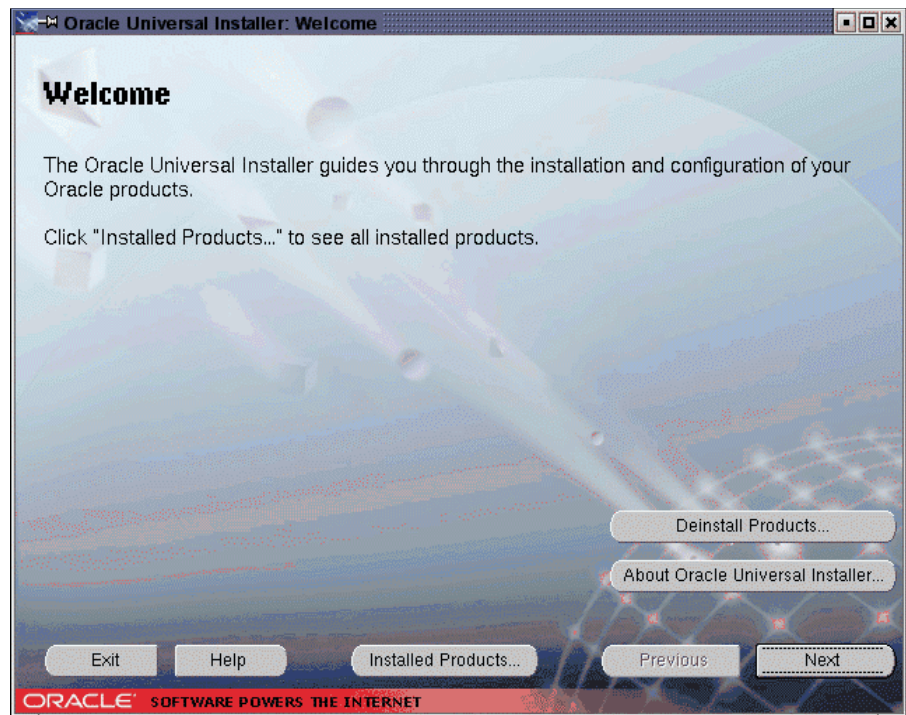 Oracle Universal Installer: Welcome
Welcome
The Oracle Universal Installer guides you through the installation and configuration of your
Oracle products.
Click "Installed Products..." to see all installed products.
Deinstall Products...
About Oracle Universal Installer...
Exit Help Installed Products... Previous Next
ORACLE SOFTWARE POWERS THE INTERNET